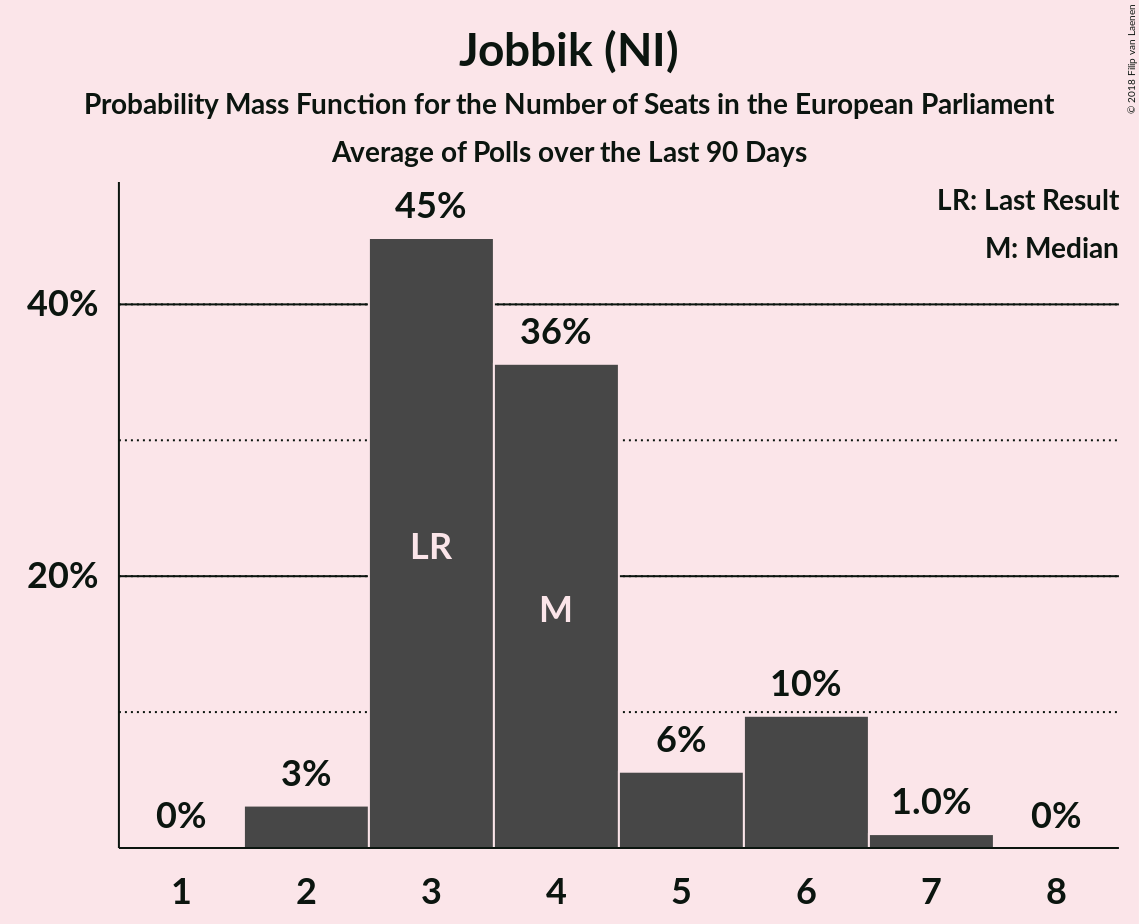 Jobbik (NI)
Probability Mass Function for the Number of Seats in the European Parliament
Average of Polls over the Last 90 Days
© 2018 Filip van Laenen
LR: Last Result
M: Median
45%
40%
36%
LR
20%
M
10%
6%
3%
1.0%
0%
0%
1 2 3 4 5 6 7 8